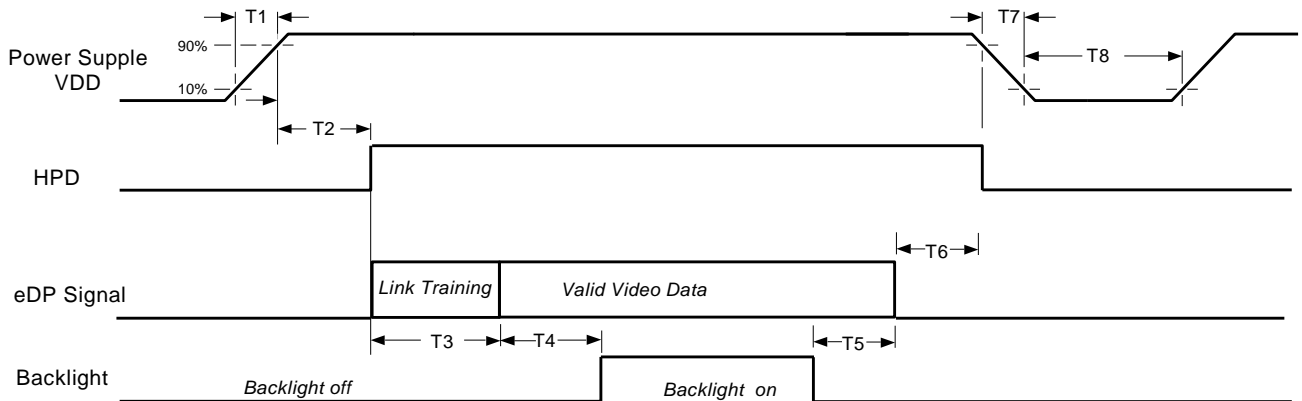 T1
T7
90%
Power Supple
VDD
T8
10%
T2
HPD
T6
eDP Signal
Link Training
Valid Video Data
T3
T4
T5
Backlight
Backlight off
Backlight on